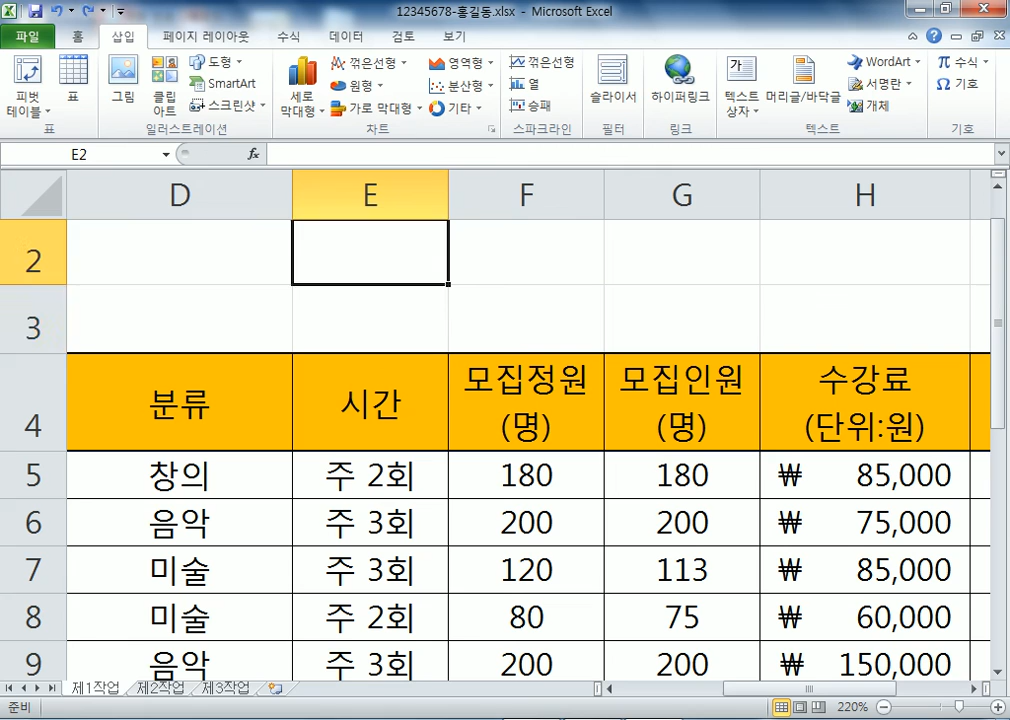 12345678-홍길동.xlsx - Microsoft Excel
파일 홈 삽입 페이지 레이아웃 수식 데이터 검토 보기
피벗 테이블 표 그림 클립 아트 도형 SmartArt 스크린샷 세로 막대형 꺾은선형 원형 가로 막대형 영역형 분산형 기타 꺾은선형 열 승패 슬라이서 하이퍼링크 텍스트 상자 머리글/바닥글 WordArt 서명란 개체 π 수식 Ω 기호
표 일러스트레이션 차트 스파크라인 필터 링크 텍스트 기호
E2 fx
D E F G H
2
3
4 분류 시간 모집정원 (명) 모집인원 (명) 수강료 (단위:원)
5 창의 주 2회 180 180 ₩ 85,000
6 음악 주 3회 200 200 ₩ 75,000
7 미술 주 3회 120 113 ₩ 85,000
8 미술 주 2회 80 75 ₩ 60,000
9 음악 주 3회 200 200 ₩ 150,000
제1작업 제2작업 제3작업
준비 220%